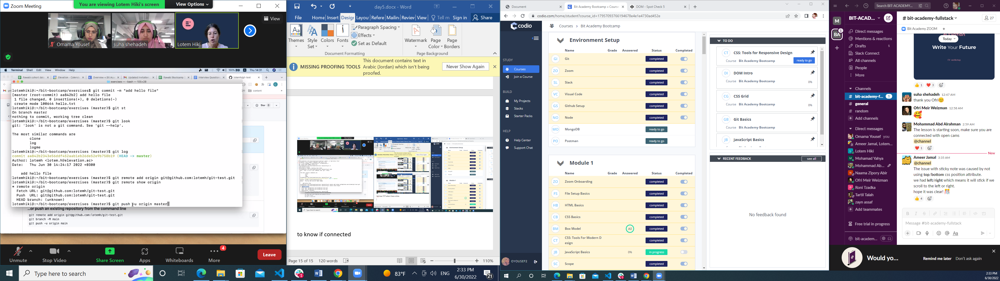 Zoom Meeting
You are viewing Lotem Hiki's screen
View Options
View
Omama Yousef
suha shehadeh
Lotem Hiki
Terminal Shell Edit View Window Help
100%
Thu 14:31
Rawabi cohort data
Overview « Bit Aca
Interview Question
lotemh/git-test
exercises — -bash — 105×28
content
Star 0
lotemhiki@:~/bit-bootcamp/exercises$ git commit -m "add hello file"
[master (root-commit) aa842b2] add hello file
1 file changed, 0 insertions(+), 0 deletions(-)
create mode 100644 hello.txt
lotemhiki@:~/bit-bootcamp/exercises (master)$ git st
On branch master
nothing to commit, working tree clean
lotemhiki@:~/bit-bootcamp/exercises (master)$ git look
git: 'look' is not a git command. See 'git --help'.
The most similar commands are
clone
log
logme
lotemhiki@:~/bit-bootcamp/exercises (master)$ git log
commit aa842b2343e56ddf452aab1eb26de52e9b758b19 (HEAD -> master)
Author: lotemh <lotem.h@elevation.ac>
Date: Thu Jun 30 14:24:17 2022 +0300
add hello file
lotemhiki@:~/bit-bootcamp/exercises (master)$ git remote add origin git@github.com:lotemh/git-test.git
lotemhiki@:~/bit-bootcamp/exercises (master)$ git remote show origin
* remote origin
Fetch URL: git@github.com:lotemh/git-test.git
Push URL: git@github.com:lotemh/git-test.git
HEAD branch: (unknown)
lotemhiki@:~/bit-bootcamp/exercises (master)$ git push -u origin master
…or push an existing repository from the command line
git remote add origin git@github.com:lotemh/git-test.git
git branch -M main
git push -u origin main
Unmute
Stop Video
Share Screen
Apps
Whiteboards
4
More
Leave
Type here to search
83°F
ENG
2:33 PM
6/30/2022
21
day5.docx - Word
File Home Insert Design Layou Refere Mailin Review View Tell m Sign in Share
Themes
Style Set
Colors
Fonts
Paragraph Spacing
Effects
Set as Default
Document Formatting
Watermark
Page Color
Page Borders
Page Background
MISSING PROOFING TOOLS
This document contains text in
Arabic (Jordan) which isn't being
proofed.
Never Show Again
to know if connected
Page 15 of 15 120 words
110%
Document
Bit Academy Bootcamp « Course
DOM - Spot Check 5
codio.com/home/student?course_id=17957093766194678e4e1e4730ad452e
codio
Courses > Bit Academy Bootcamp
STUDY
Courses
Join a Course
BUILD
My Projects
Stacks
Starter Packs
HELP
Help Center
Support Chat
OYOUSEF2
Environment Setup
Name Grade Answered Status Completed
GI Git completed
ZO Zoom completed
SL Slack completed
VC Visual Code completed
GS Github Setup completed
NO Node completed
MO MongoDB ready to go
PO Postman ready to go
Module 1
Name Grade Answered Status Completed
ZO Zoom Onboarding completed
FS File Setup Basics completed
HB HTML Basics completed
CB CSS Basics completed
BM Box Model All completed
CT CSS: Tools For Modern D
esign completed
JB JavaScript Basics 0% in progress
SC Scope completed
TO DO
CT CSS: Tools for Responsive Design
Course Bit Academy Bootcamp ready to go
DI DOM Intro
Course Bit Academy Bootcamp 0%
CG CSS Grid
Course Bit Academy Bootcamp 0%
GB Git Basics
Course Bit Academy Bootcamp
JB JavaScript Basics
RECENT FEEDBACK
see all
No feedback found
Search BIT-ACADEMY...
M
BA
1
BIT-ACAD...
Direct messages
Mentions & reactions
Drafts 1
Slack Connect
All channels
People
More
Channels
# bit-academy-f... 1
# general
# random
Add channels
Direct messages
Omama Yousef you
Ameer Jamal, Lotem...
Lotem Hiki
Mohamad Yahya
Mohammad Ab...
Naama Zipory Abir
Ofri Meir Weizman
Roni Tzadka
Tartil Talah
zayn assaf
Add teammates
Free trial in progress
bit-academ...
# bit-academy-fullstack
27
Bit Academy ZOOM
Today
Write Your Future
1 3
suha shehadeh 12:47 AM
thank you Ofri
Ofri Meir Weizman 12:58 AM
Mohammad Abd Alrahman 2:59 AM
The lesson is starting soon, make sure you are
connected with open cams
@channel
1
New
Ameer Jamal 3:35 AM
@channel
The issue with sticky note was caused by not
using top/bottom css position attribute.
we had left/right which means it will stick if we
scroll to the left or right.
hope it was clear!
4
Message #bit-academy-fullstack
Would yo...
Remind me later
Don't ask again
2:33 PM
6/30/2022